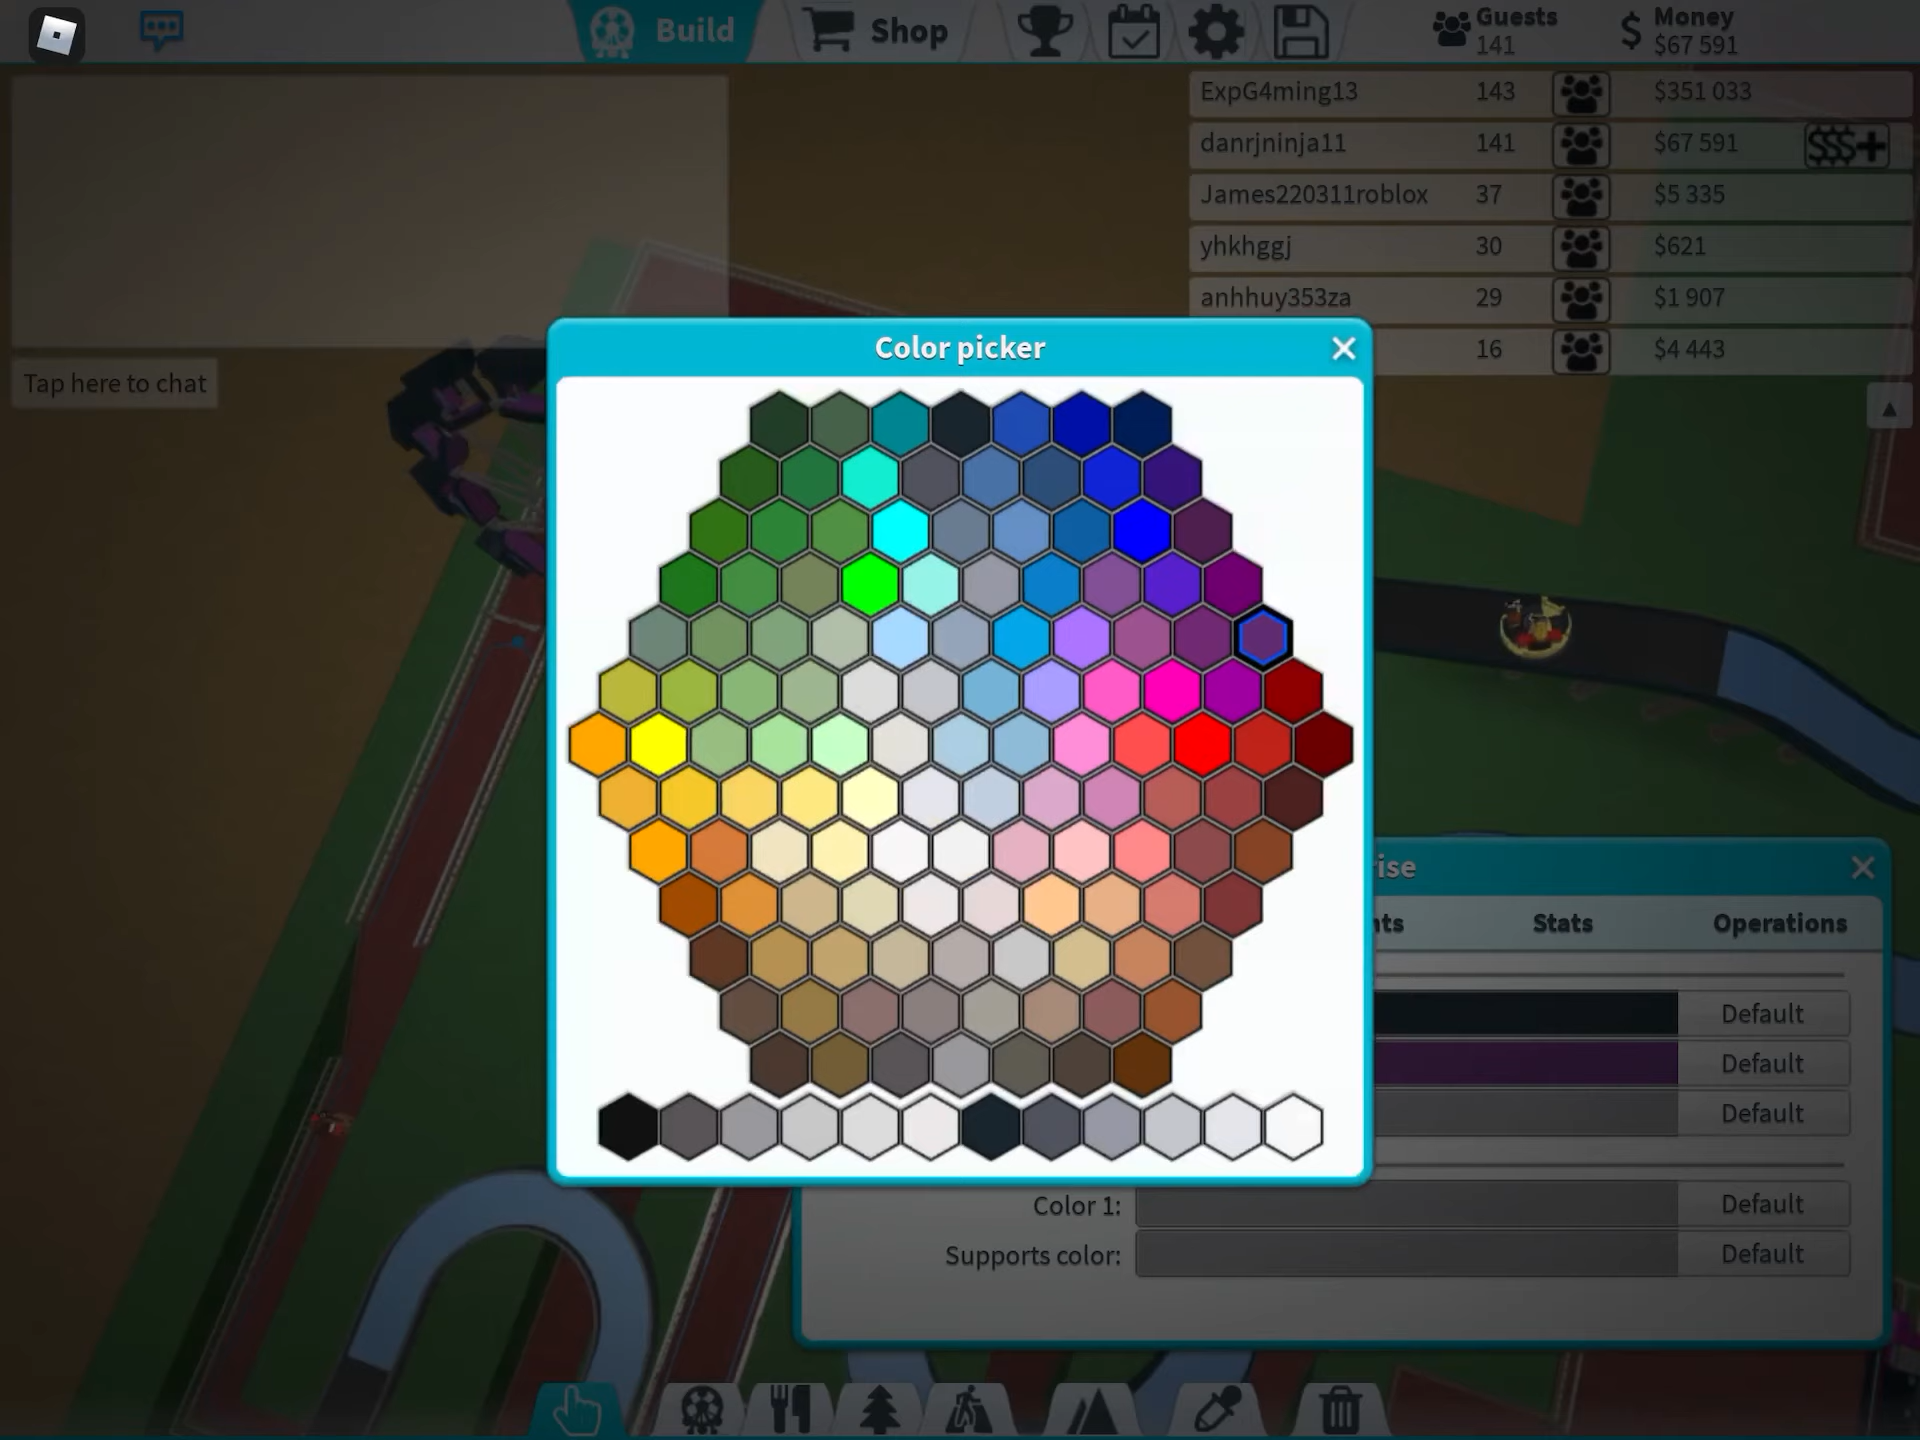 Build
Shop
Guests
141
Money
$67 591
ExpG4ming13 143 $351 033
danrjninja11 141 $67 591 $$$+
James220311roblox 37 $5 335
yhkhggj 30 $621
anhhuy353za 29 $1 907
16 $4 443
Tap here to chat
Color picker
rise
nts Stats Operations
Default
Default
Default
Color 1: Default
Supports color: Default